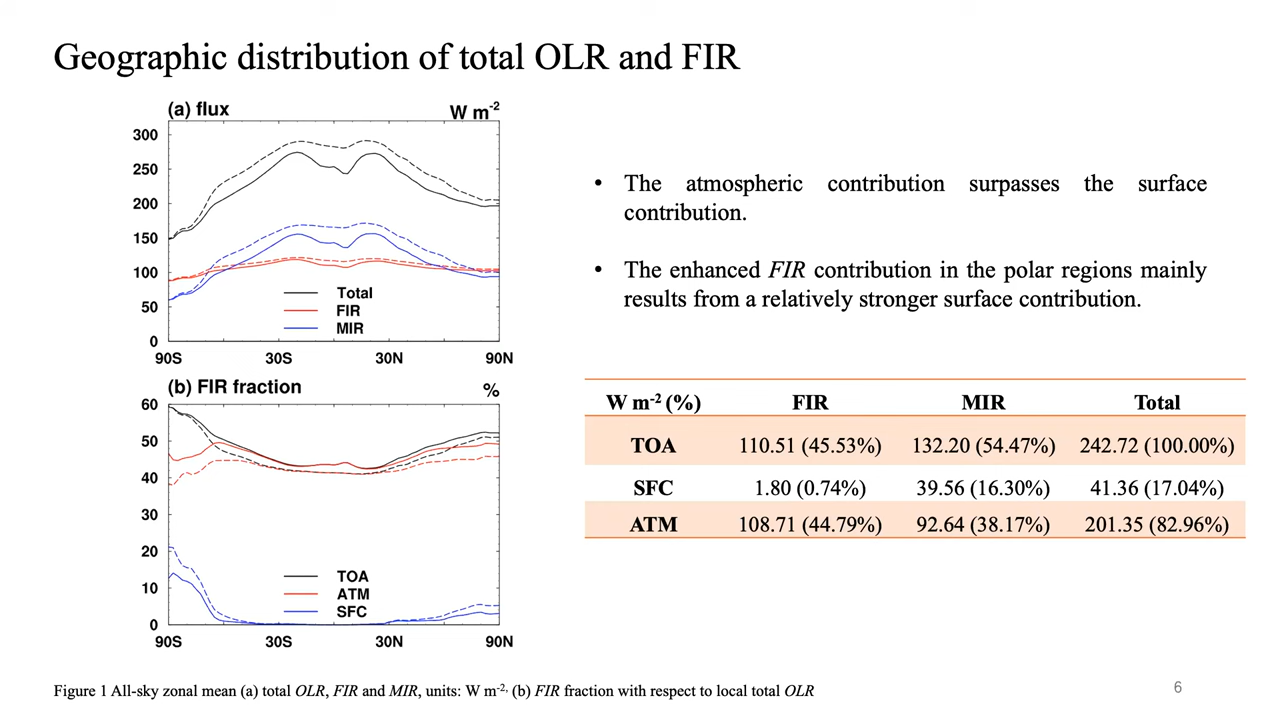 Geographic distribution of total OLR and FIR
(a) flux W m-2
300
250
200
150
100
50
0
Total
FIR
MIR
90S 30S 30N 90N
(b) FIR fraction %
60
50
40
30
20
10
0
TOA
ATM
SFC
90S 30S 30N 90N
• The atmospheric contribution surpasses the surface
contribution.
• The enhanced FIR contribution in the polar regions mainly
results from a relatively stronger surface contribution.
W m-2 (%) FIR MIR Total
TOA 110.51 (45.53%) 132.20 (54.47%) 242.72 (100.00%)
SFC 1.80 (0.74%) 39.56 (16.30%) 41.36 (17.04%)
ATM 108.71 (44.79%) 92.64 (38.17%) 201.35 (82.96%)
Figure 1 All-sky zonal mean (a) total OLR, FIR and MIR, units: W m-2, (b) FIR fraction with respect to local total OLR
6